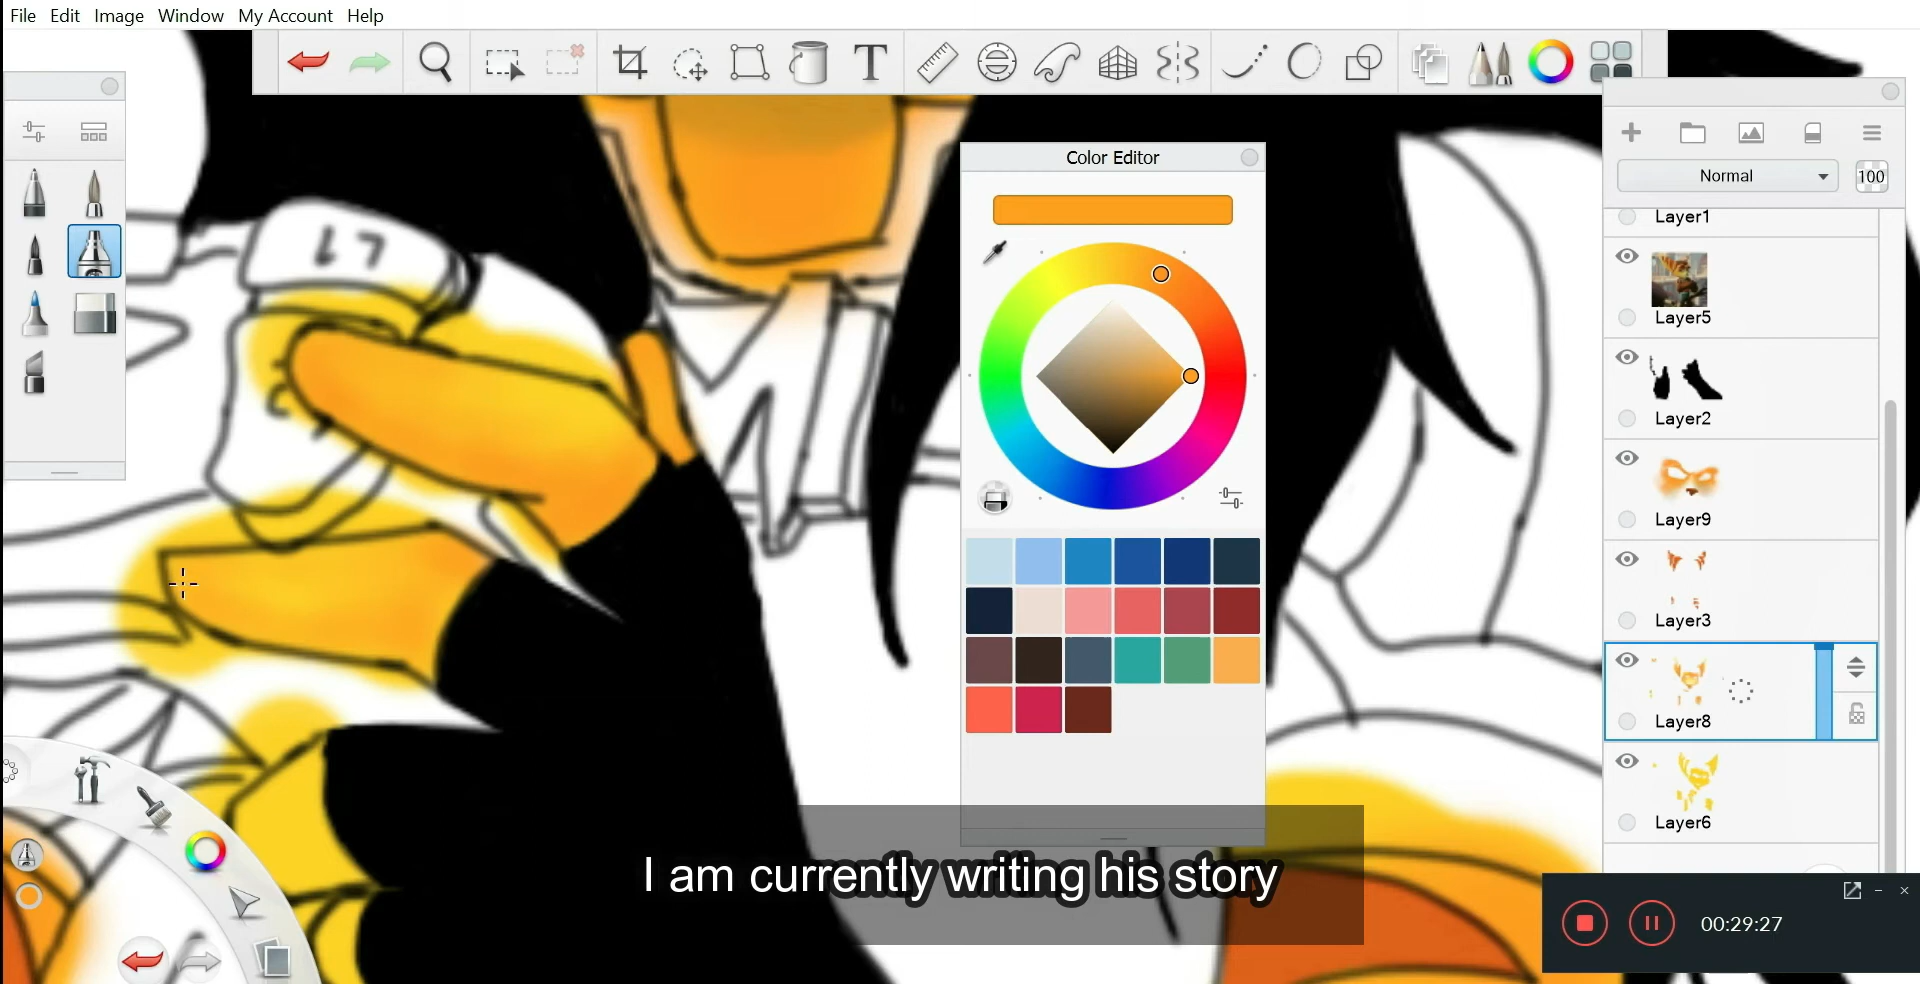 File Edit Image Window My Account Help
T
Color Editor
Normal 100
Layer1
Layer5
Layer2
Layer9
Layer3
Layer8
Layer6
I am currently writing his story
00:29:27